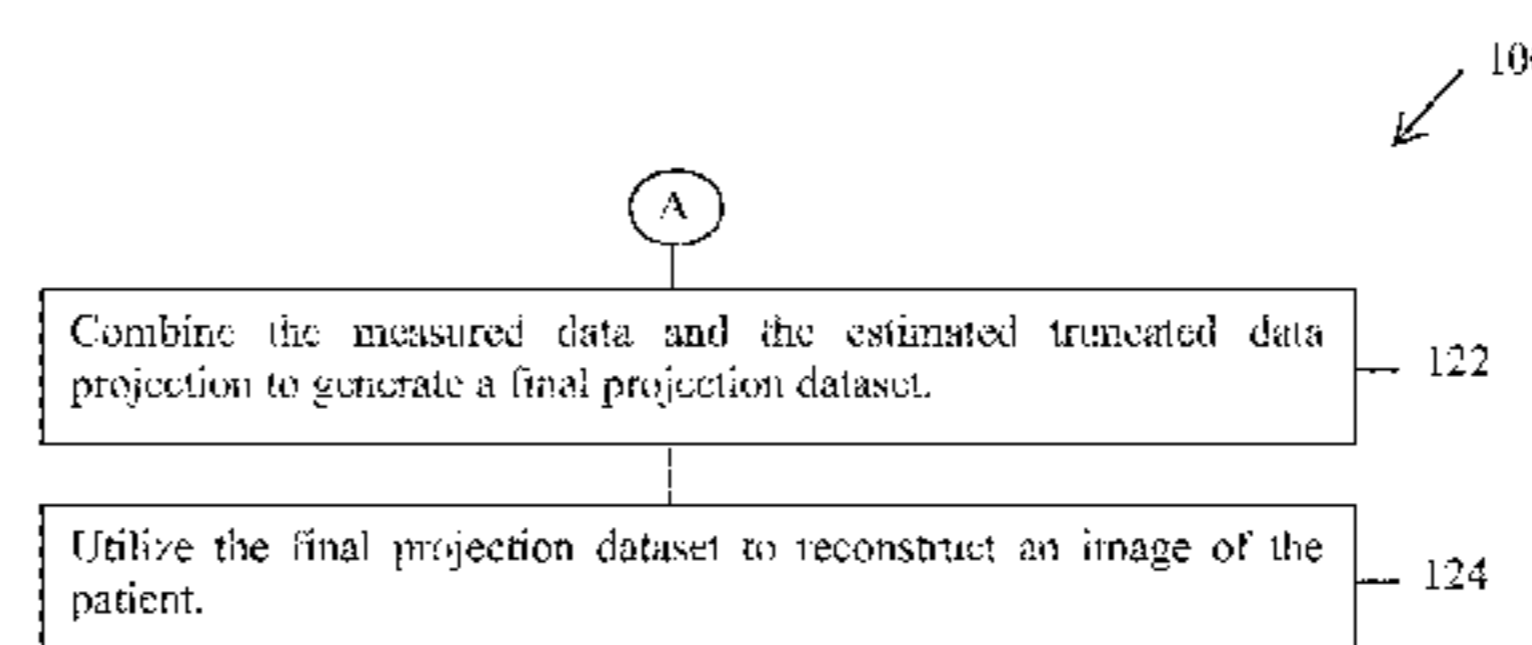 A
Combine the measured data and the estimated truncated data
projection to generate a final projection dataset.
122
Utilize the final projection dataset to reconstruct an image of the
patient.
124